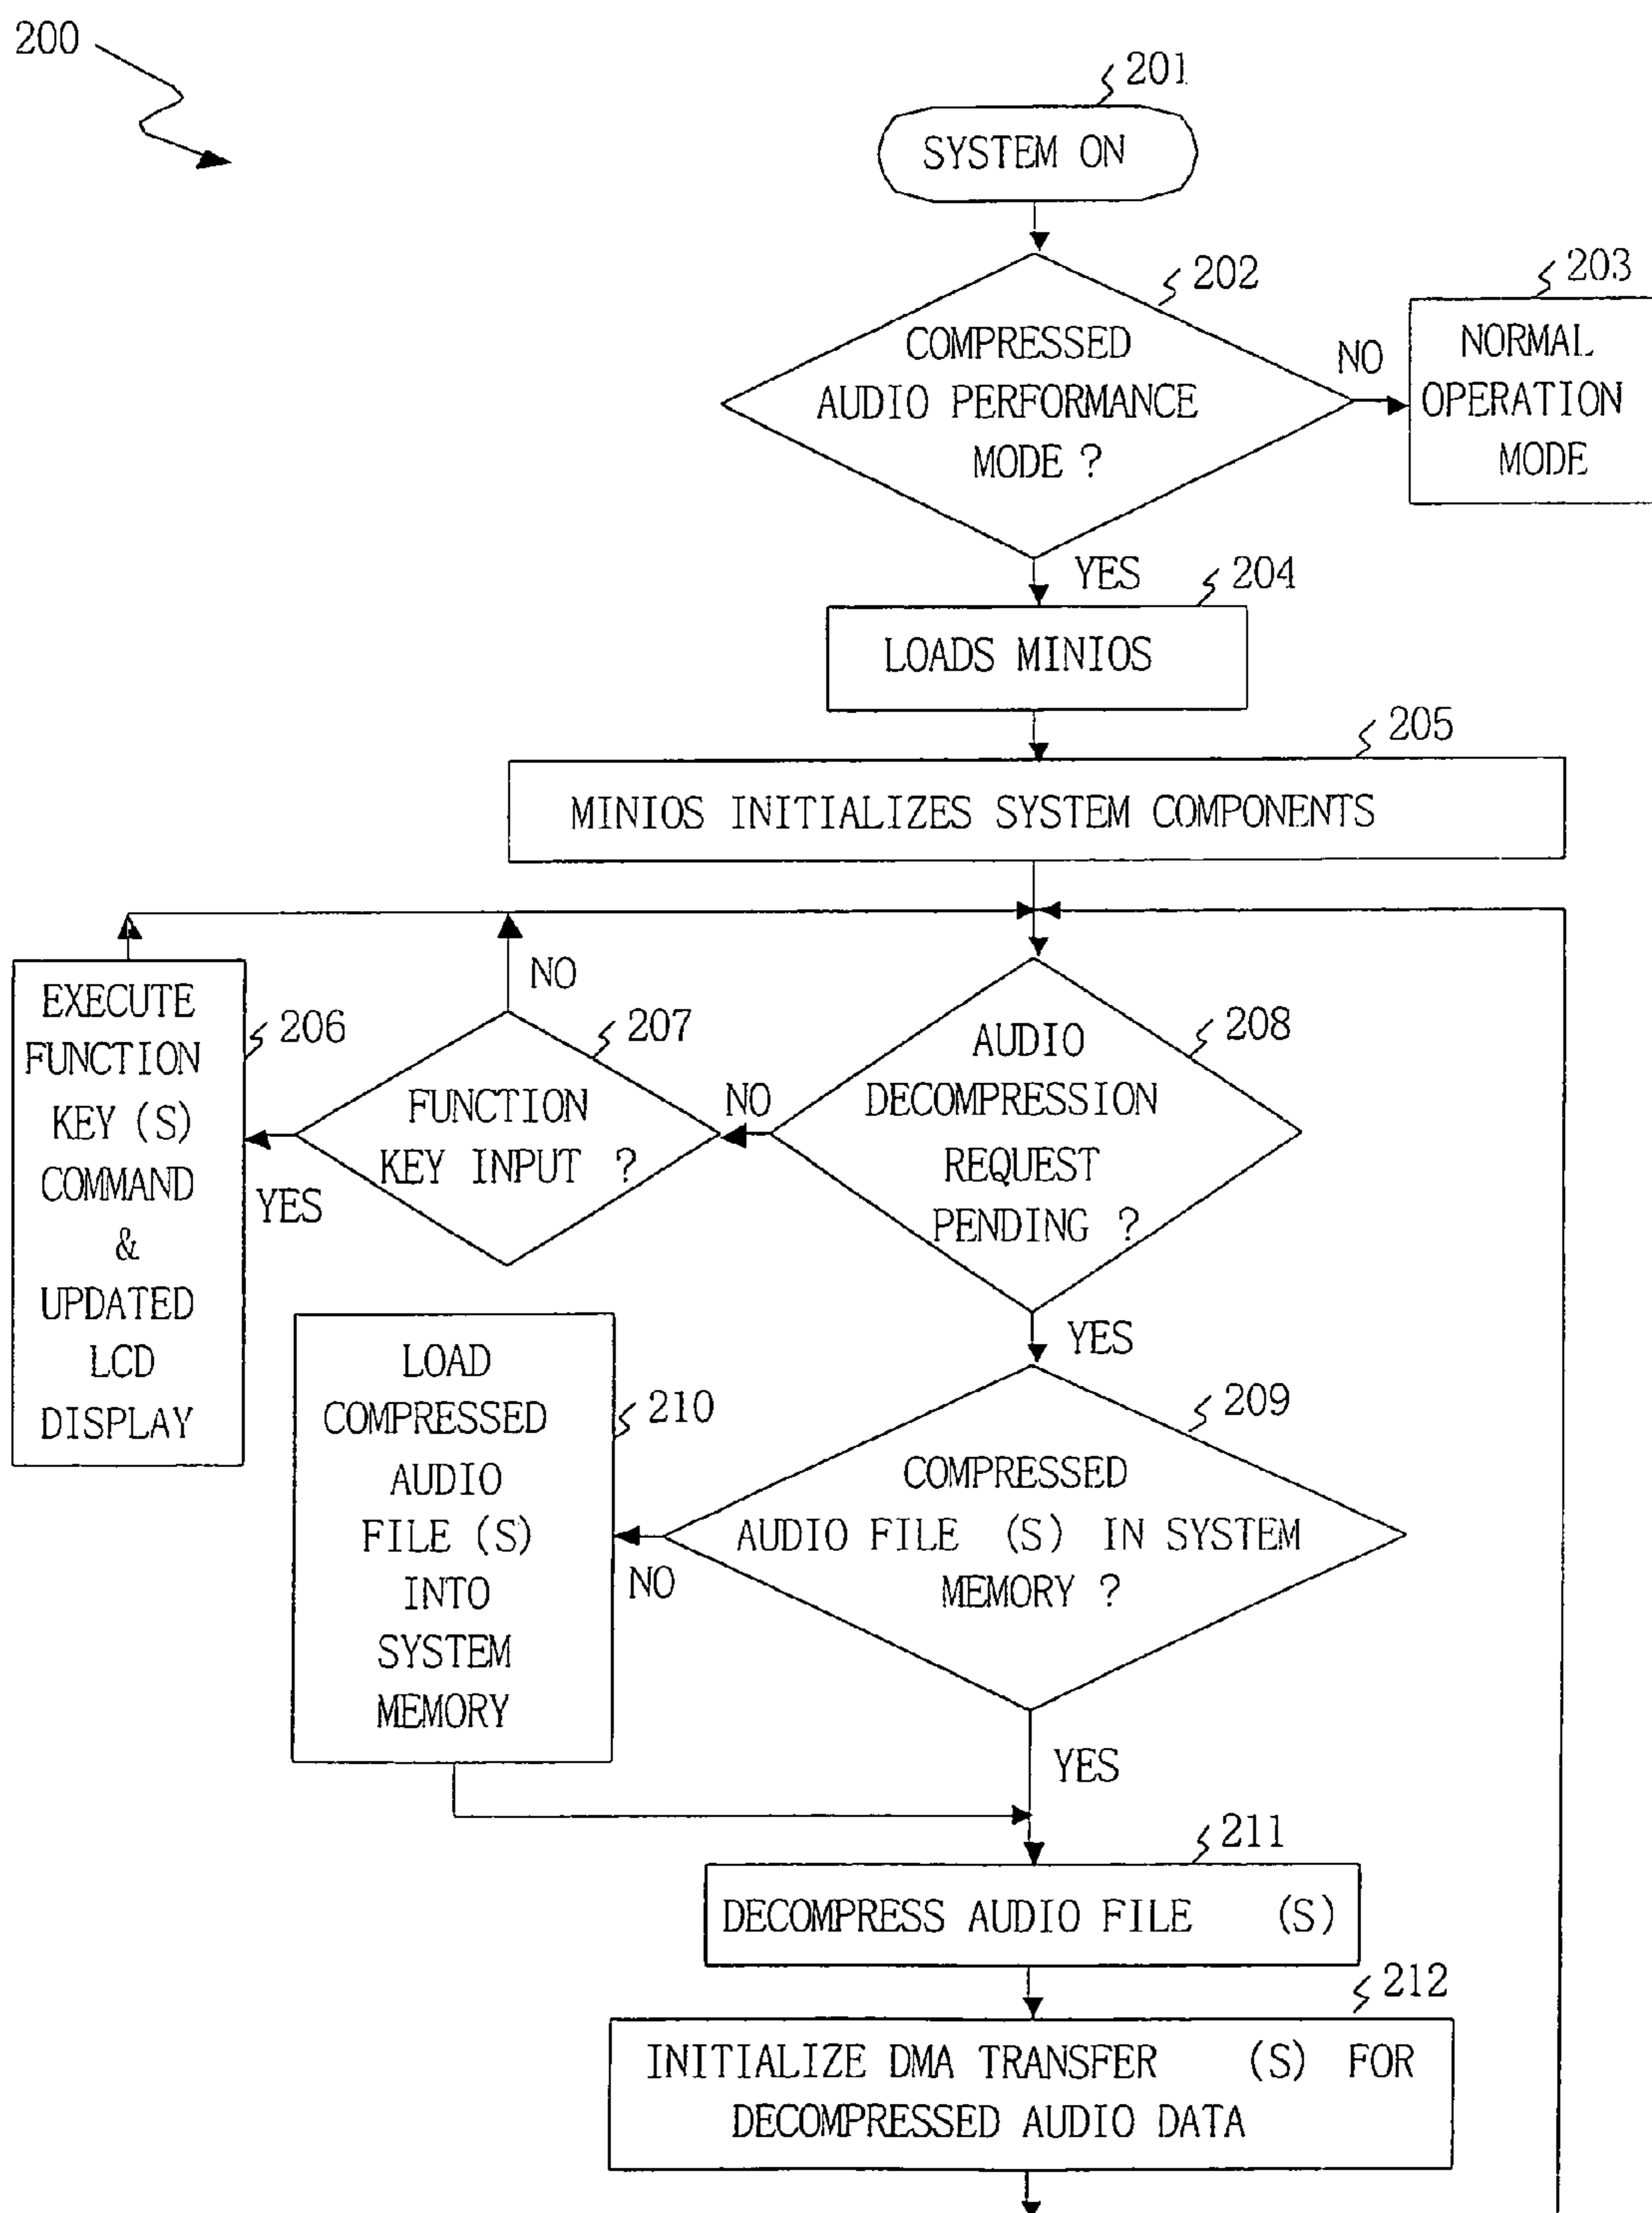 200
201
SYSTEM ON
202
COMPRESSED
AUDIO PERFORMANCE
MODE ?
NO
203
NORMAL
OPERATION
MODE
YES
204
LOADS MINIOS
205
MINIOS INITIALIZES SYSTEM COMPONENTS
EXECUTE
FUNCTION
KEY (S)
COMMAND
&
UPDATED
LCD
DISPLAY
206
YES
NO
207
FUNCTION
KEY INPUT ?
NO
208
AUDIO
DECOMPRESSION
REQUEST
PENDING ?
YES
209
COMPRESSED
AUDIO FILE (S) IN SYSTEM
MEMORY ?
NO
210
LOAD
COMPRESSED
AUDIO
FILE (S)
INTO
SYSTEM
MEMORY
YES
211
DECOMPRESS AUDIO FILE (S)
212
INITIALIZE DMA TRANSFER (S) FOR
DECOMPRESSED AUDIO DATA